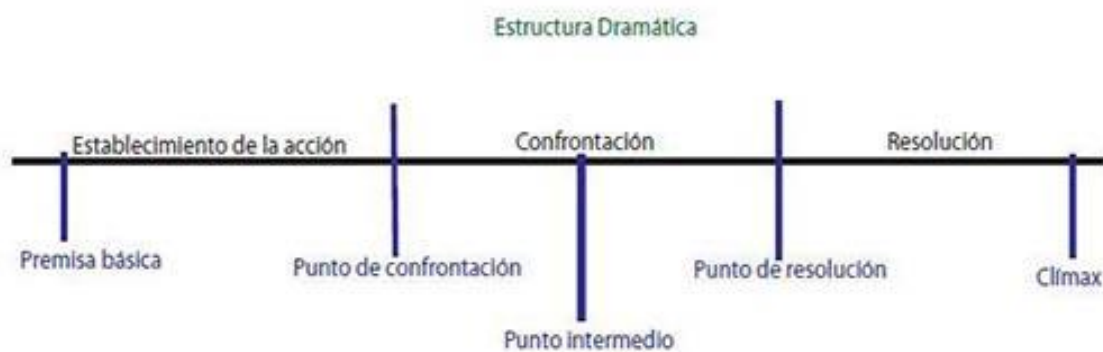 Estructura Dramática
Establecimiento de la acción
Confrontación
Resolución
Premisa básica
Punto de confrontación
Punto de resolución
Clímax
Punto intermedio